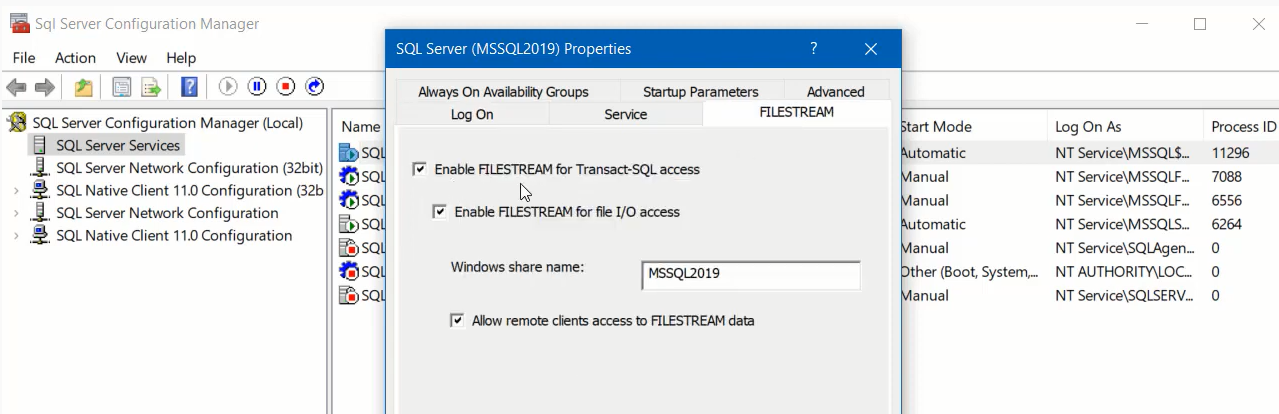 Sql Server Configuration Manager
SQL Server (MSSQL2019) Properties
?
File Action View Help
Always On Availability Groups Startup Parameters Advanced
Log On Service FILESTREAM
SQL Server Configuration Manager (Local)
SQL Server Services
SQL Server Network Configuration (32bit)
SQL Native Client 11.0 Configuration (32b
SQL Server Network Configuration
SQL Native Client 11.0 Configuration
Name
SQL
SQL
SQL
SQL
SQL
SQL
SQL
Enable FILESTREAM for Transact-SQL access
Enable FILESTREAM for file I/O access
Windows share name: MSSQL2019
Allow remote clients access to FILESTREAM data
Start Mode Log On As Process ID
Automatic NT Service\MSSQL$... 11296
Manual NT Service\MSSQLF... 7088
Manual NT Service\MSSQLF... 6556
Automatic NT Service\MSSQLS... 6264
Manual NT Service\SQLAgen... 0
Other (Boot, System,... NT AUTHORITY\LOC... 0
Manual NT Service\SQLSERV... 0